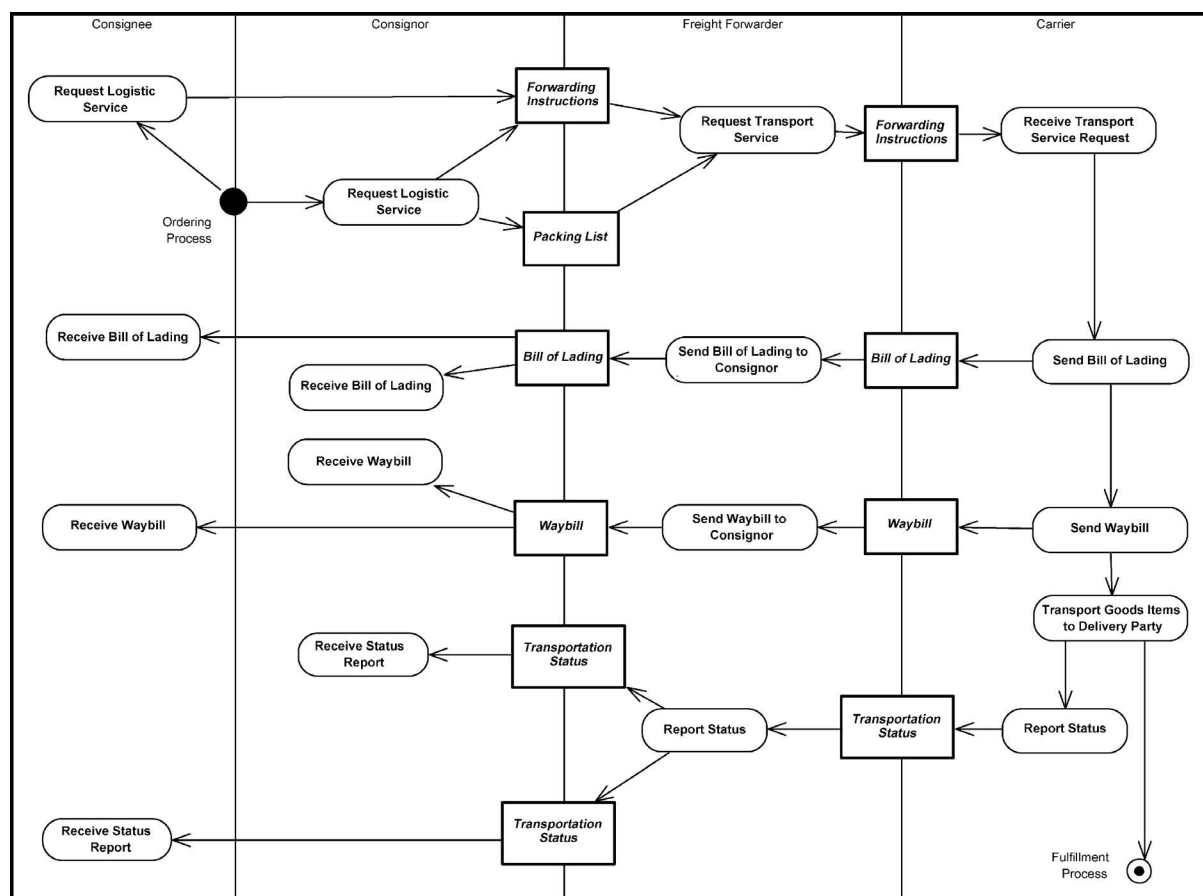 Consignee
Consignor
Freight Forwarder
Carrier
Request Logistic
Service
Forwarding
Instructions
Request Transport
Service
Forwarding
Instructions
Receive Transport
Service Request
Ordering
Process
Request Logistic
Service
Packing List
Receive Bill of Lading
Receive Bill of Lading
Bill of Lading
Send Bill of Lading to
Consignor
Bill of Lading
Send Bill of Lading
Receive Waybill
Receive Waybill
Waybill
Send Waybill to
Consignor
Waybill
Send Waybill
Transport Goods Items
to Delivery Party
Receive Status
Report
Transportation
Status
Report Status
Transportation
Status
Report Status
Receive Status
Report
Transportation
Status
Fulfillment
Process